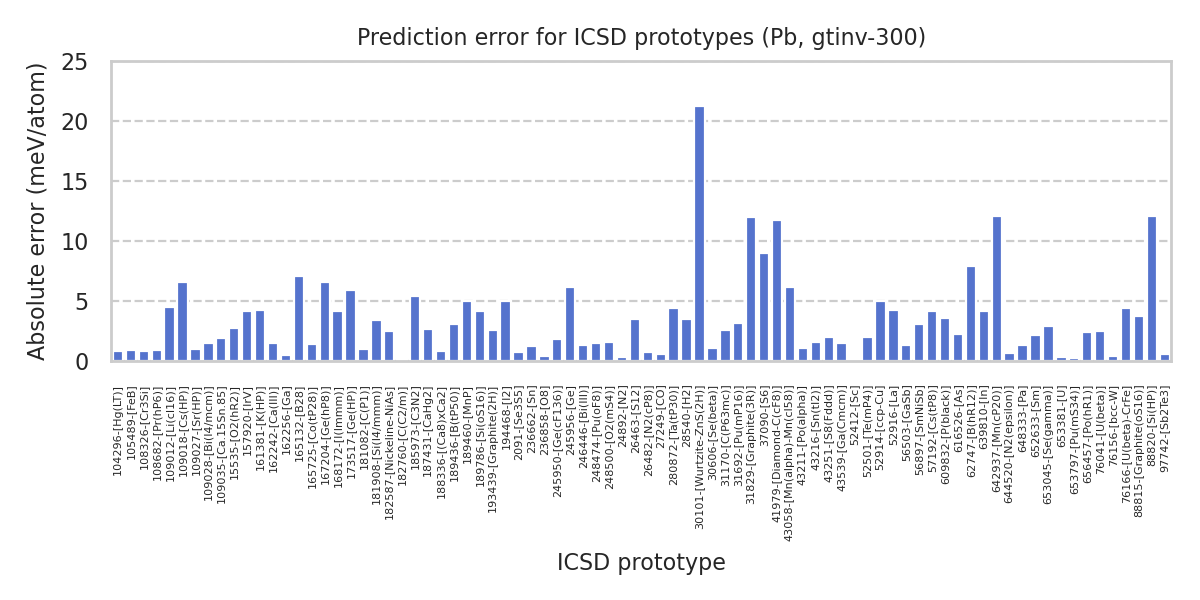 Prediction error for ICSD prototypes (Pb, gtinv-300)
Absolute error (meV/atom)
25
20
15
10
5
0
104296-[Hg(LT)]
105489-[FeB]
108326-[Cr3Si]
108682-[Pr(hP6)]
109012-[Li(cI16)]
109018-[Cs(HP)]
109027-[Sr(HP)]
109028-[Bi(I4/mcm)]
109035-[Ca.15Sn.85]
15535-[O2(hR2)]
157920-[IrV]
161381-[K(HP)]
162242-[Ca(III)]
162256-[Ga]
165132-[B28]
165725-[Co(tP28)]
167204-[Ge(hP8)]
168172-[I(Immm)]
173517-[Ge(HP)]
181082-[C(P1)]
181908-[Si(I4/mmm)]
182587-[Nickeline-NiAs]
182760-[C(C2/m)]
185973-[C3N2]
187431-[CaHg2]
188336-[(Ca8)xCa2]
189436-[B(tP50)]
189460-[MnP]
189786-[Si(oS16)]
193439-[Graphite(2H)]
194468-[I2]
2091-[Se3S5]
236662-[Sn]
236858-[O8]
245950-[Ge(cF136)]
245956-[Ge]
246446-[Bi(III)]
248474-[Pu(oF8)]
248500-[O2(mS4)]
24892-[N2]
26463-[S12]
26482-[N2(cP8)]
27249-[CO]
280872-[Ta(tP30)]
28540-[H2]
30101-[Wurtzite-ZnS(2H)]
30606-[Se(beta)]
31170-[C(P63mc)]
31692-[Pu(mP16)]
31829-[Graphite(3R)]
37090-[S6]
41979-[Diamond-C(cF8)]
43058-[Mn(alpha)-Mn(cI58)]
43211-[Po(alpha)]
43216-[Sn(tI2)]
43251-[S8(Fddd)]
43539-[Ga(Cmcm)]
52412-[Sc]
52501-[Te(mP4)]
52914-[ccp-Cu]
52916-[La]
56503-[GaSb]
56897-[SmNiSb]
57192-[Cs(tP8)]
609832-[P(black)]
616526-[As]
62747-[B(hR12)]
639810-[In]
642937-[Mn(cP20)]
644520-[N2(epsilon)]
648333-[Pa]
652633-[Sm]
653045-[Se(gamma)]
653381-[U]
653797-[Pu(mS34)]
656457-[Po(hR1)]
76041-[U(beta)]
76156-[bcc-W]
76166-[U(beta)-CrFe]
88815-[Graphite(oS16)]
88820-[Si(HP)]
97742-[Sb2Te3]
ICSD prototype